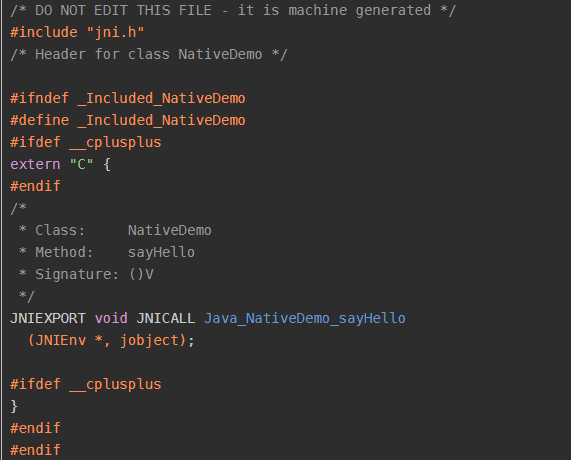 /* DO NOT EDIT THIS FILE - it is machine generated */
#include "jni.h"
/* Header for class NativeDemo */

#ifndef _Included_NativeDemo
#define _Included_NativeDemo
#ifdef __cplusplus
extern "C" {
#endif
/*
 * Class:     NativeDemo
 * Method:    sayHello
 * Signature: ()V
 */
JNIEXPORT void JNICALL Java_NativeDemo_sayHello
  (JNIEnv *, jobject);

#ifdef __cplusplus
}
#endif
#endif